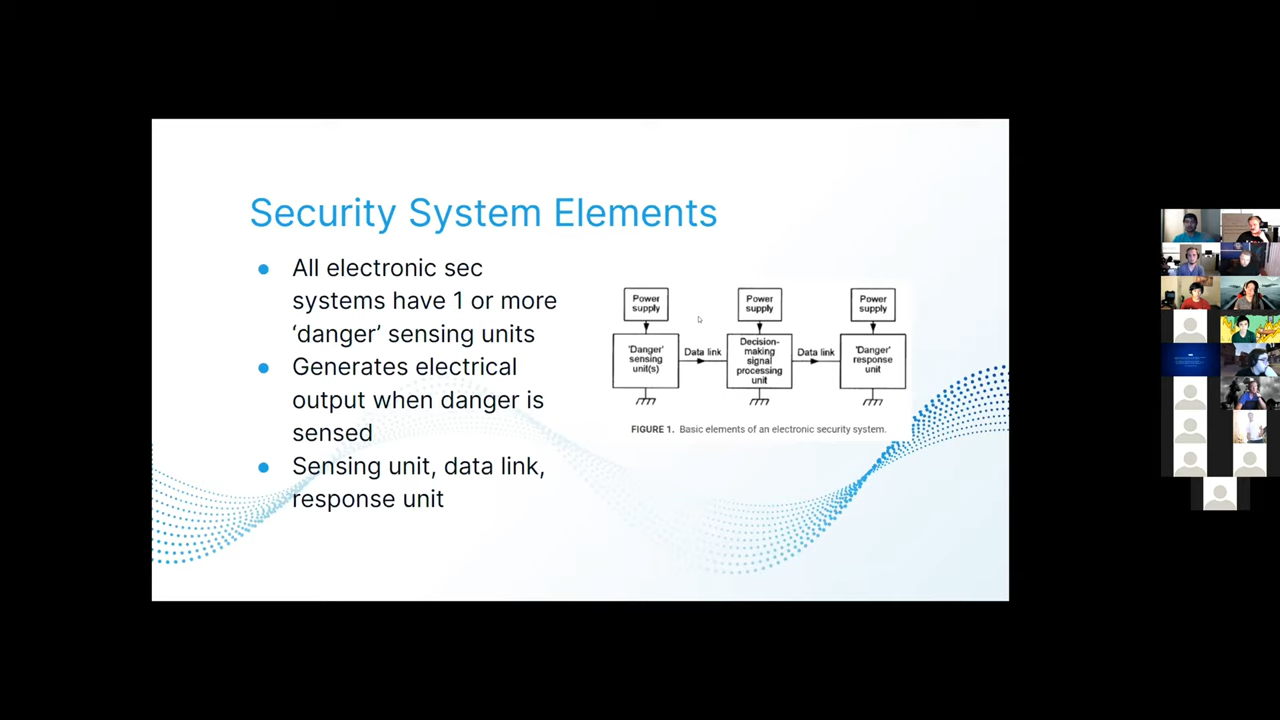 Security System Elements
● All electronic sec
systems have 1 or more
‘danger’ sensing units
● Generates electrical
output when danger is
sensed
● Sensing unit, data link,
response unit
Power
supply
Power
supply
Power
supply
'Danger'
sensing
unit(s)
Data link
Decision-
making
signal
processing
unit
Data link
'Danger'
response
unit
FIGURE 1. Basic elements of an electronic security system.